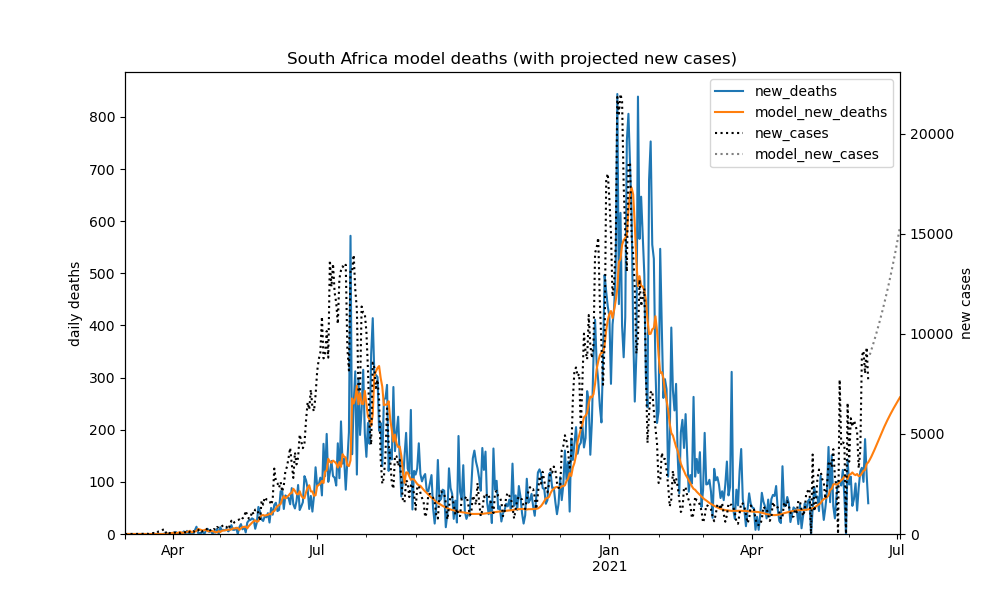 South Africa model deaths (with projected new cases)
new_deaths
model_new_deaths
new_cases
model_new_cases
daily deaths
800
700
600
500
400
300
200
100
0
20000
15000
10000
5000
0
new cases
Apr
Jul
Oct
Jan
Apr
Jul
2021